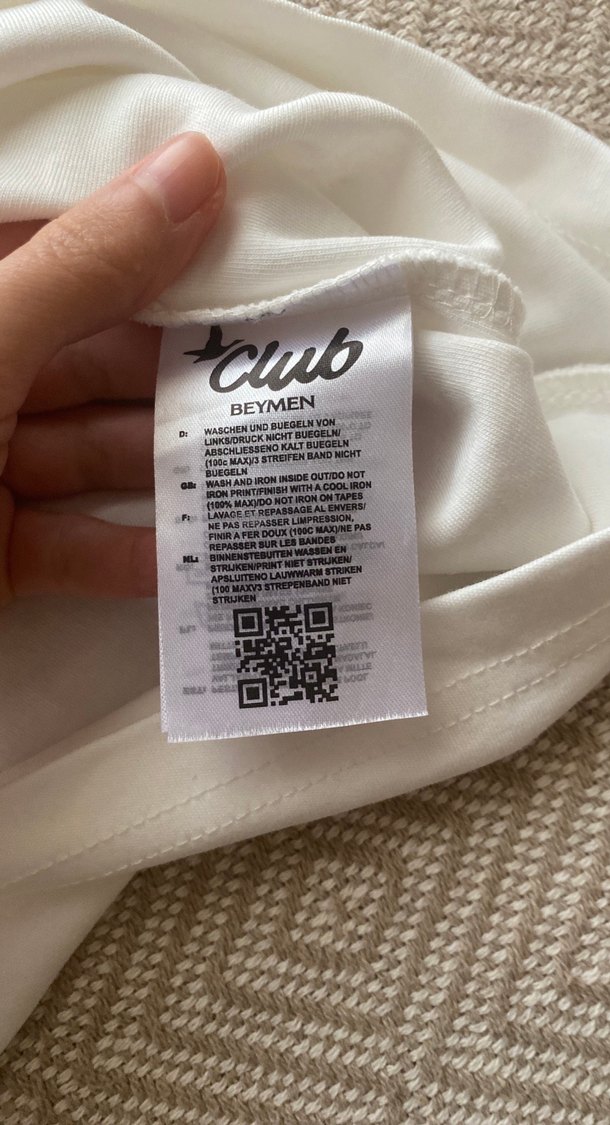 Club
BEYMEN
D: WASCHEN UND BUEGELN VON
LINKS/DRUCK NICHT BUEGELN/
ABSCHLIESSENO KALT BUEGELN
(100c MAX)/3 STREIFEN BAND NICHT
BUEGELN
GB: WASH AND IRON INSIDE OUT/DO NOT
IRON PRINT/FINISH WITH A COOL IRON
(100% MAX)/DO NOT IRON ON TAPES
F: LAVAGE ET REPASSAGE AL ENVERS/
NE PAS REPASSER LIMPRESSION,
FINIR A FER DOUX (100C MAX)/NE PAS
REPASSER SUR LES BANDES
NL: BINNENSTEBUITEN WASSEN EN
STRIJKEN/PRINT NIET STRIJKEN/
APSLUITENO LAUWWARM STRIKEN
(100 MAXV3 STREPENBAND NIET
STRIJKEN